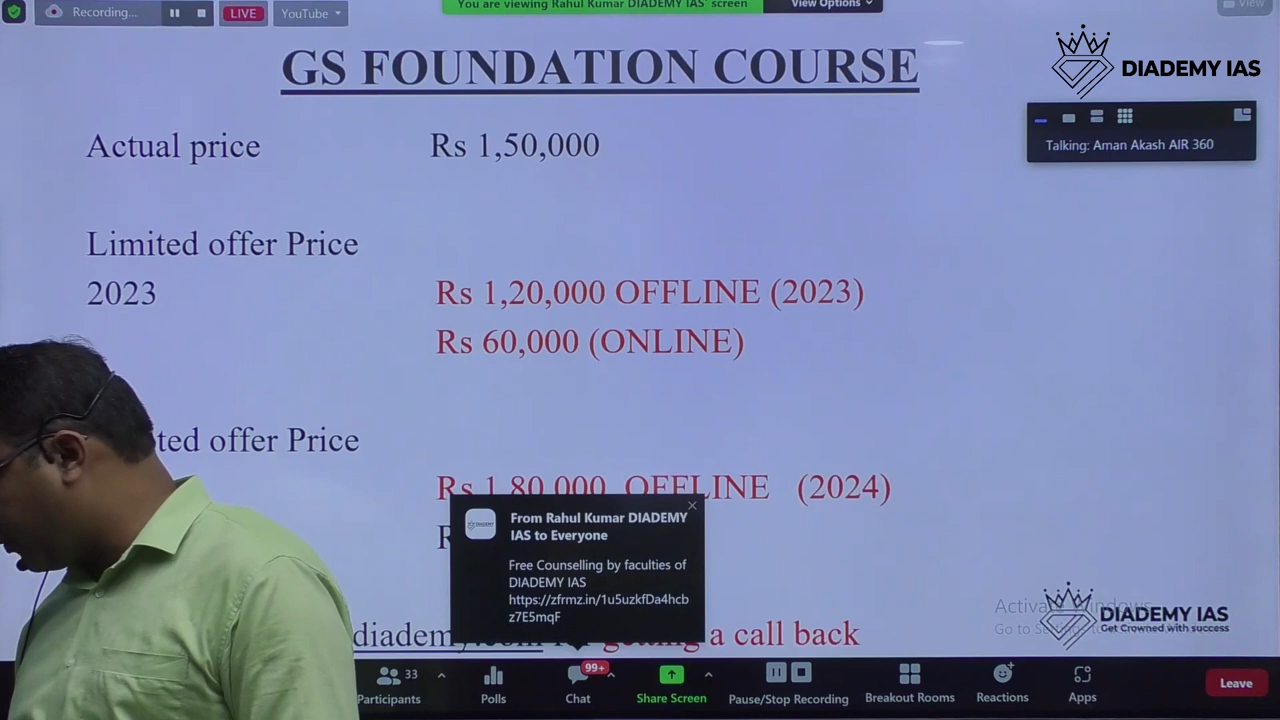 Recording...
LIVE
YouTube
You are viewing Rahul Kumar DIADEMY IAS' screen
View Options
View
GS FOUNDATION COURSE
DIADEMY IAS
Talking: Aman Akash AIR 360
Actual price Rs 1,50,000
Limited offer Price
2023 Rs 1,20,000 OFFLINE (2023)
Rs 60,000 (ONLINE)
offer Price
Rs 1,80,000 OFFLINE (2024)
From Rahul Kumar DIADEMY
IAS to Everyone
Free Counselling by faculties of
DIADEMY IAS
https://zfrmz.in/1u5uzkfDa4hcb
z7E5mqF
Activate Windows
DIADEMY IAS
Get Crowned with success
diademy.com for getting a call back
Participants 33
Polls
Chat 99+
Share Screen
Pause/Stop Recording
Breakout Rooms
Reactions
Apps
Leave